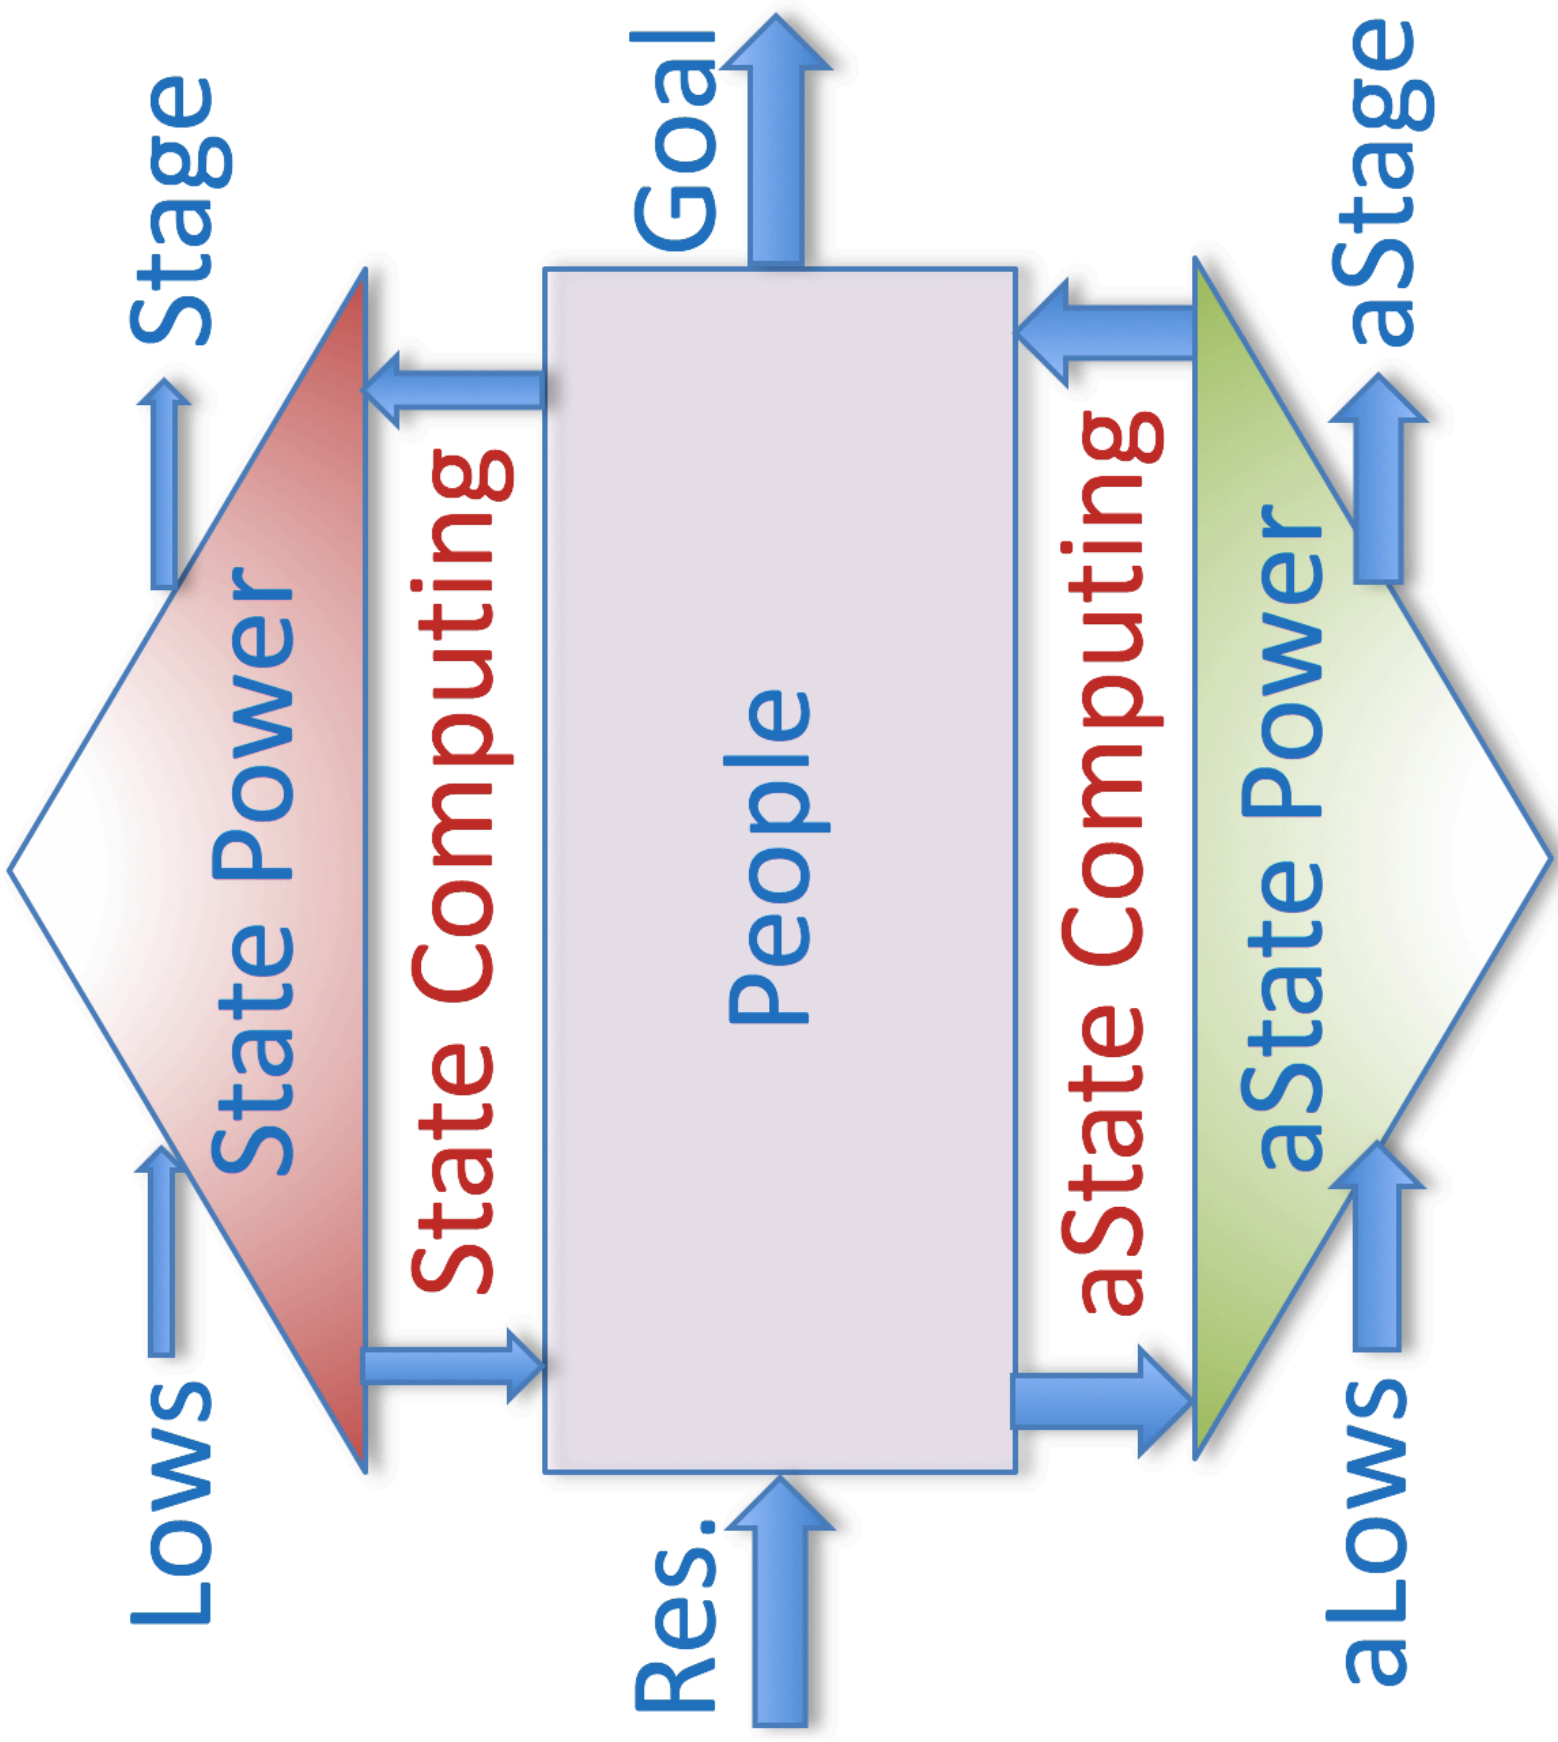 Lows Stage
State Power
State Computing
Res. Goal
People
aState Computing
aState Power
aLows aStage